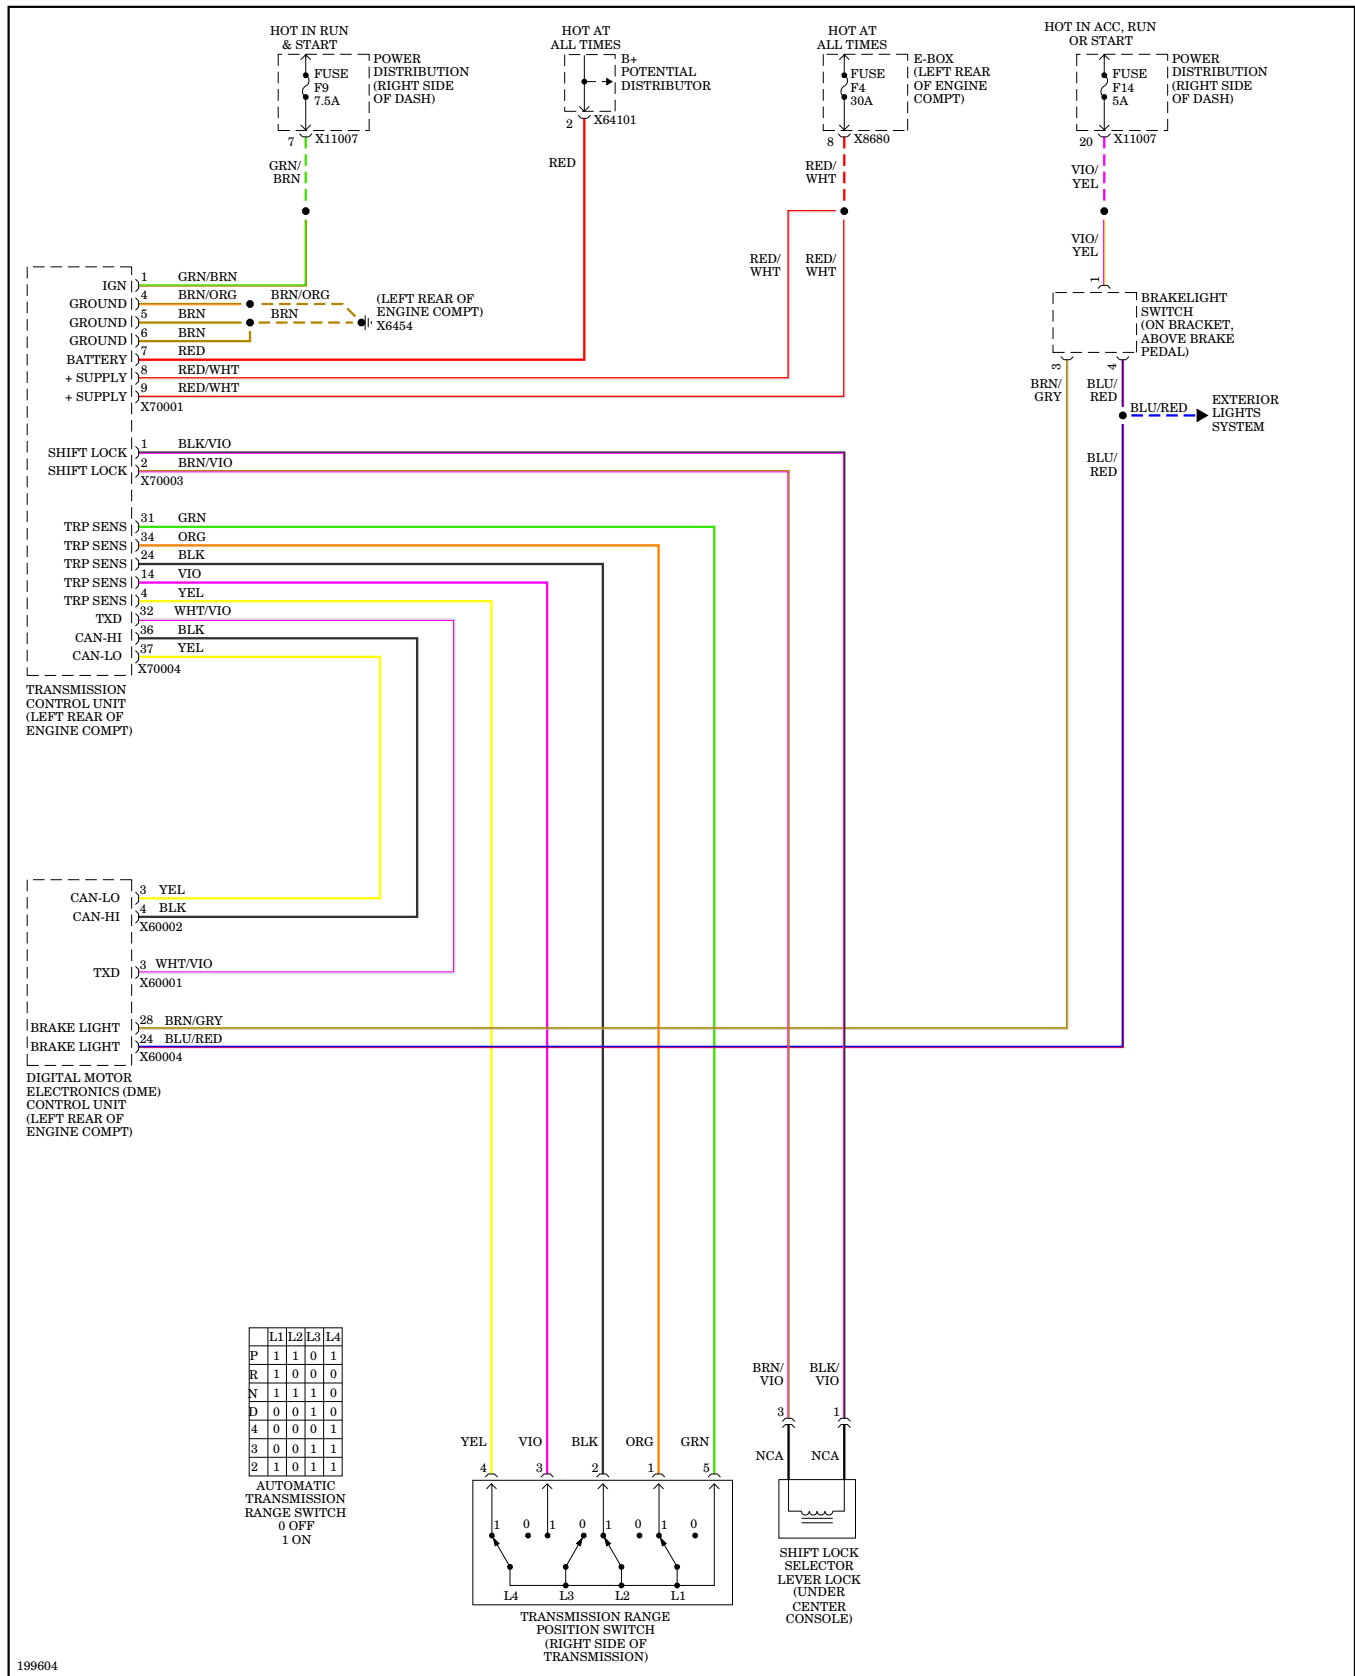 HOT IN RUN
& START
POWER
DISTRIBUTION
(RIGHT SIDE
OF DASH)
FUSE
F9
7.5A
7
X11007
GRN/
BRN
HOT AT
ALL TIMES
B+
POTENTIAL
DISTRIBUTOR
2
X64101
RED
HOT AT
ALL TIMES
E-BOX
(LEFT REAR
OF ENGINE
COMPT)
FUSE
F4
30A
8
X8680
RED/
WHT
RED/
WHT
RED/
WHT
HOT IN ACC, RUN
OR START
POWER
DISTRIBUTION
(RIGHT SIDE
OF DASH)
FUSE
F14
5A
20
X11007
VIO/
YEL
VIO/
YEL
1
BRAKELIGHT
SWITCH
(ON BRACKET,
ABOVE BRAKE
PEDAL)
3
4
BRN/
GRY
BLU/
RED
BLU/RED
EXTERIOR
LIGHTS
SYSTEM
BLU/
RED
IGN 1 GRN/BRN
GROUND 4 BRN/ORG BRN/ORG
GROUND 5 BRN BRN
GROUND 6 BRN
BATTERY 7 RED
+ SUPPLY 8 RED/WHT
+ SUPPLY 9 RED/WHT
X70001
(LEFT REAR OF
ENGINE COMPT)
X6454
SHIFT LOCK 1 BLK/VIO
SHIFT LOCK 2 BRN/VIO
X70003
TRP SENS 31 GRN
TRP SENS 34 ORG
TRP SENS 24 BLK
TRP SENS 14 VIO
TRP SENS 4 YEL
TXD 32 WHT/VIO
CAN-HI 36 BLK
CAN-LO 37 YEL
X70004
TRANSMISSION
CONTROL UNIT
(LEFT REAR OF
ENGINE COMPT)
CAN-LO 3 YEL
CAN-HI 4 BLK
X60002
TXD 3 WHT/VIO
X60001
BRAKE LIGHT 28 BRN/GRY
BRAKE LIGHT 24 BLU/RED
X60004
DIGITAL MOTOR
ELECTRONICS (DME)
CONTROL UNIT
(LEFT REAR OF
ENGINE COMPT)
L1 L2 L3 L4
P 1 1 0 1
R 1 0 0 0
N 1 1 1 0
D 0 0 1 0
4 0 0 0 1
3 0 0 1 1
2 1 0 1 1
AUTOMATIC
TRANSMISSION
RANGE SWITCH
0 OFF
1 ON
YEL VIO BLK ORG GRN
4 3 2 1 5
1 0 1 0 1 0 1 0
L4 L3 L2 L1
TRANSMISSION RANGE
POSITION SWITCH
(RIGHT SIDE OF
TRANSMISSION)
BRN/
VIO
BLK/
VIO
3 1
NCA NCA
SHIFT LOCK
SELECTOR
LEVER LOCK
(UNDER
CENTER
CONSOLE)
199604